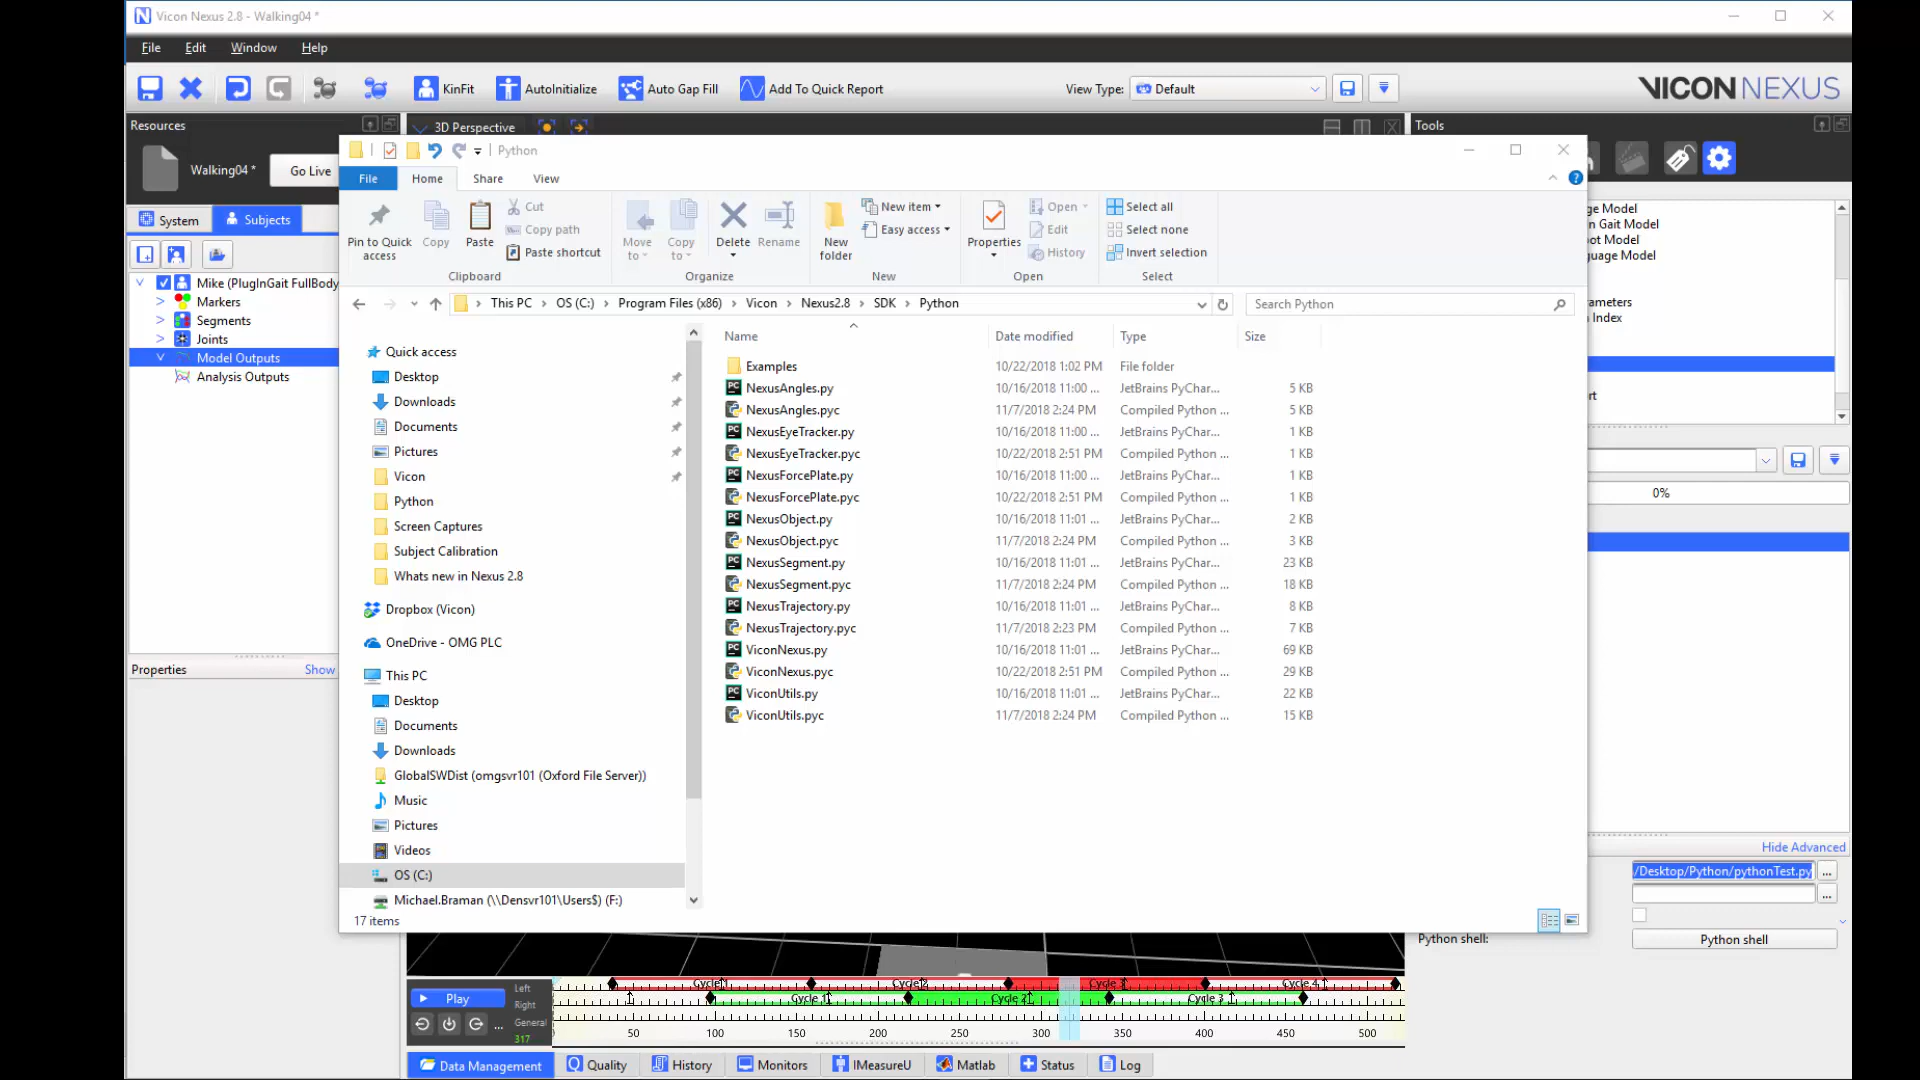 Vicon Nexus 2.8 - Walking04 *
File Edit Window Help
KinFit AutoInitialize Auto Gap Fill Add To Quick Report View Type: Default VICON NEXUS
Resources 3D Perspective Tools
Walking04 * Go Live
System Subjects
Mike (PlugInGait FullBody
Markers
Segments
Joints
Model Outputs
Analysis Outputs
Properties Show
Python
File Home Share View
Pin to Quick access
Copy
Paste
Cut
Copy path
Paste shortcut
Clipboard
Move to
Copy to
Delete
Rename
Organize
New folder
New item
Easy access
New
Properties
Open
Edit
History
Open
Select all
Select none
Invert selection
Select
This PC > OS (C:) > Program Files (x86) > Vicon > Nexus2.8 > SDK > Python
Search Python
Quick access
Desktop
Downloads
Documents
Pictures
Vicon
Python
Screen Captures
Subject Calibration
Whats new in Nexus 2.8
Dropbox (Vicon)
OneDrive - OMG PLC
This PC
Desktop
Documents
Downloads
GlobalSWDist (omgsvr101 (Oxford File Server))
Music
Pictures
Videos
OS (C:)
Michael.Braman (\\Densvr101\Users$) (F:)
17 items
Name Date modified Type Size
Examples 10/22/2018 1:02 PM File folder
NexusAngles.py 10/16/2018 11:00 ... JetBrains PyChar... 5 KB
NexusAngles.pyc 11/7/2018 2:24 PM Compiled Python ... 5 KB
NexusEyeTracker.py 10/16/2018 11:00 ... JetBrains PyChar... 1 KB
NexusEyeTracker.pyc 10/22/2018 2:51 PM Compiled Python ... 1 KB
NexusForcePlate.py 10/16/2018 11:00 ... JetBrains PyChar... 1 KB
NexusForcePlate.pyc 10/22/2018 2:51 PM Compiled Python ... 1 KB
NexusObject.py 10/16/2018 11:01 ... JetBrains PyChar... 2 KB
NexusObject.pyc 11/7/2018 2:24 PM Compiled Python ... 3 KB
NexusSegment.py 10/16/2018 11:01 ... JetBrains PyChar... 23 KB
NexusSegment.pyc 11/7/2018 2:24 PM Compiled Python ... 18 KB
NexusTrajectory.py 10/16/2018 11:01 ... JetBrains PyChar... 8 KB
NexusTrajectory.pyc 11/7/2018 2:23 PM Compiled Python ... 7 KB
ViconNexus.py 10/16/2018 11:01 ... JetBrains PyChar... 69 KB
ViconNexus.pyc 10/22/2018 2:51 PM Compiled Python ... 29 KB
ViconUtils.py 10/16/2018 11:01 ... JetBrains PyChar... 22 KB
ViconUtils.pyc 11/7/2018 2:24 PM Compiled Python ... 15 KB
ge Model
n Gait Model
ot Model
guage Model
ameters
n Index
rt
0%
Hide Advanced
/Desktop/Python/pythonTest.py ...
...
Python shell: Python shell
Play
Left
Right
General
317
...
Cycle 1 Cycle 2 Cycle 3 Cycle 4
Cycle 1 Cycle 2 Cycle 3
50 100 150 200 250 300 350 400 450 500
Data Management Quality History Monitors IMeasureU Matlab Status Log